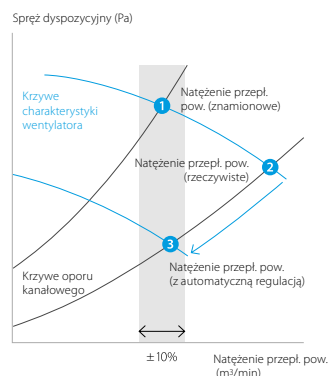 Spręż dyspozycyjny (Pa)
Krzywe
charakterystyki
wentylatora
1
Natężenie przepł.
pow. (znamionowe)
Natężenie przepł. pow.
(rzeczywiste)
2
3
Krzywe oporu
kanałowego
Natężenie przepł. pow.
(z automatyczną regulacją)
±10%
Natężenie przepł. pow.
(m³/min)